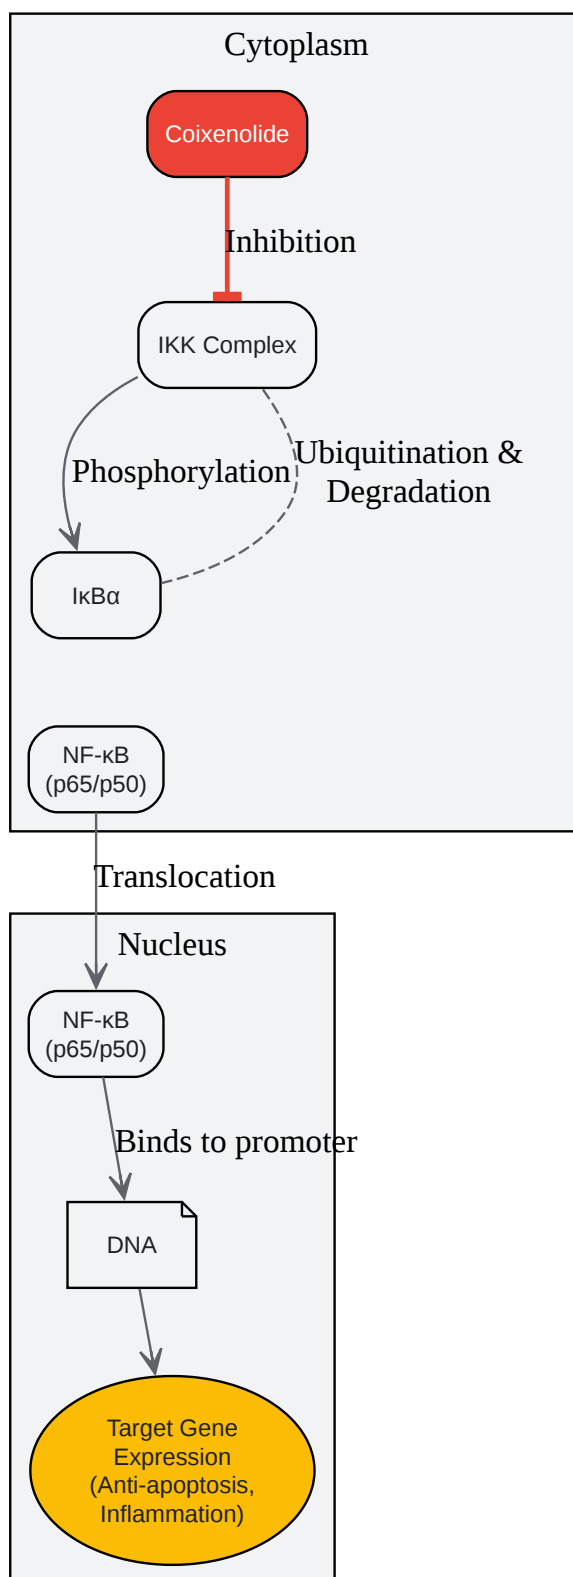 Cytoplasm
Coixenolide
Inhibition
IKK Complex
Phosphorylation
Ubiquitination &
Degradation
IκBα
NF-κB
(p65/p50)
Translocation
Nucleus
NF-κB
(p65/p50)
Binds to promoter
DNA
Target Gene
Expression
(Anti-apoptosis,
Inflammation)